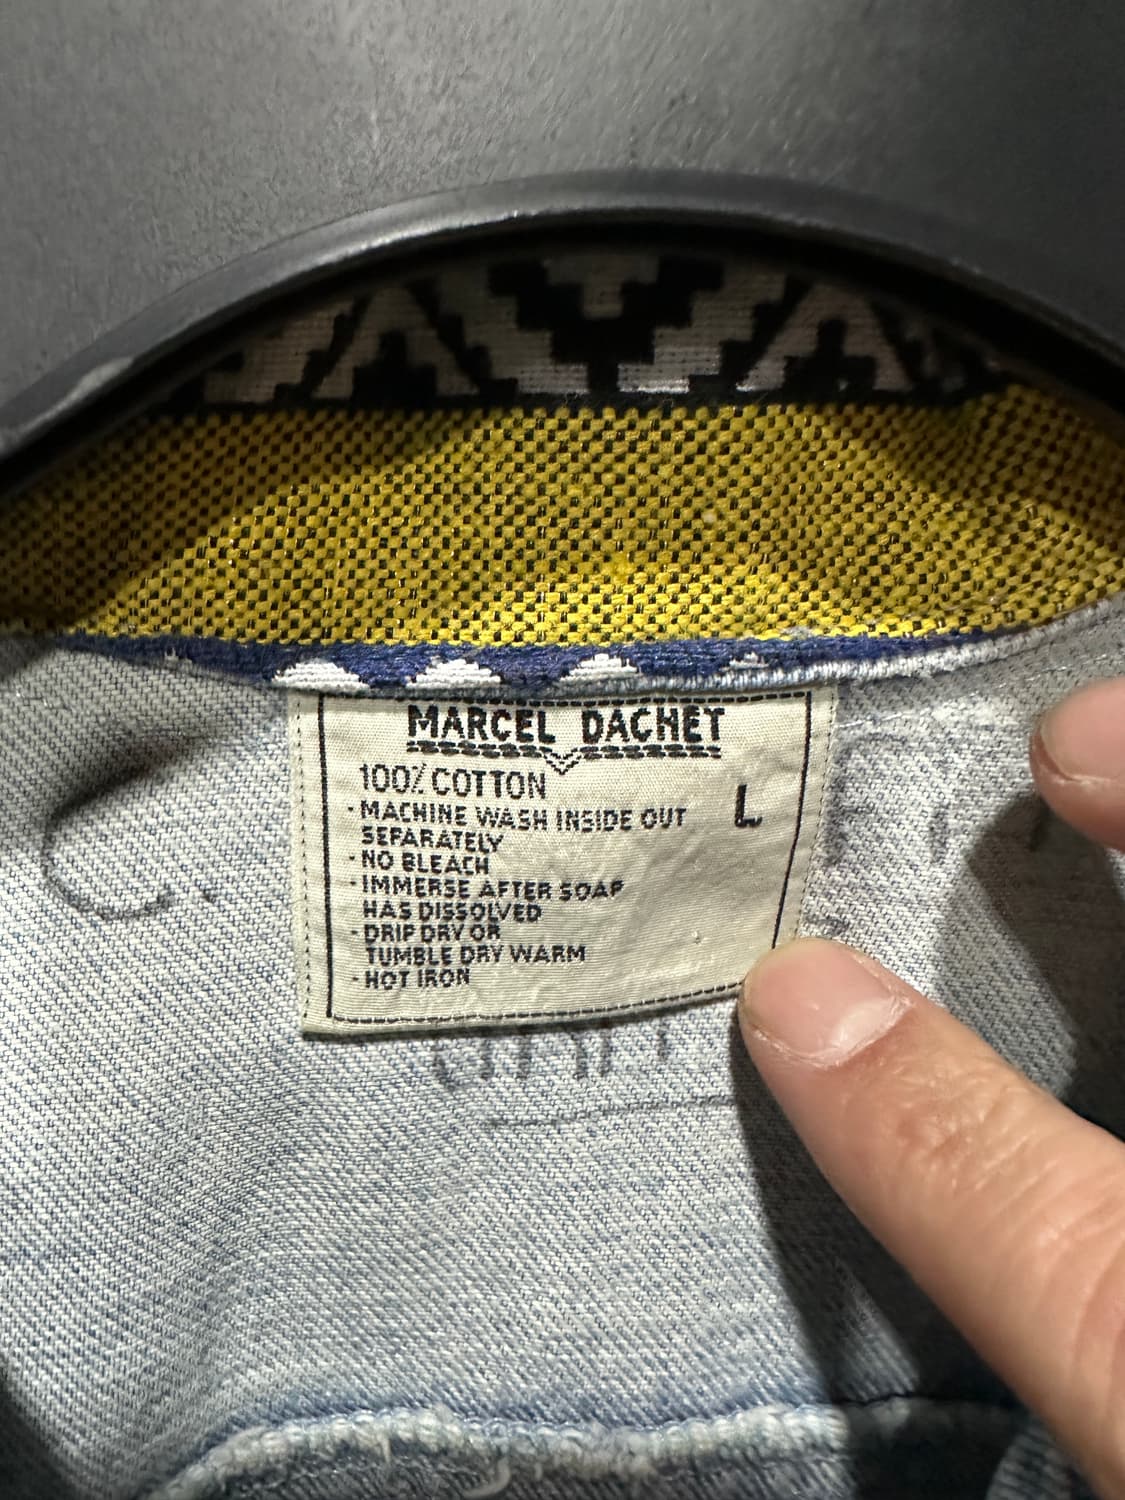 MARCEL DACHET
100% COTTON
L
- MACHINE WASH INSIDE OUT
SEPARATELY
- NO BLEACH
- IMMERSE AFTER SOAP
HAS DISSOLVED
- DRIP DRY OR
TUMBLE DRY WARM
- HOT IRON